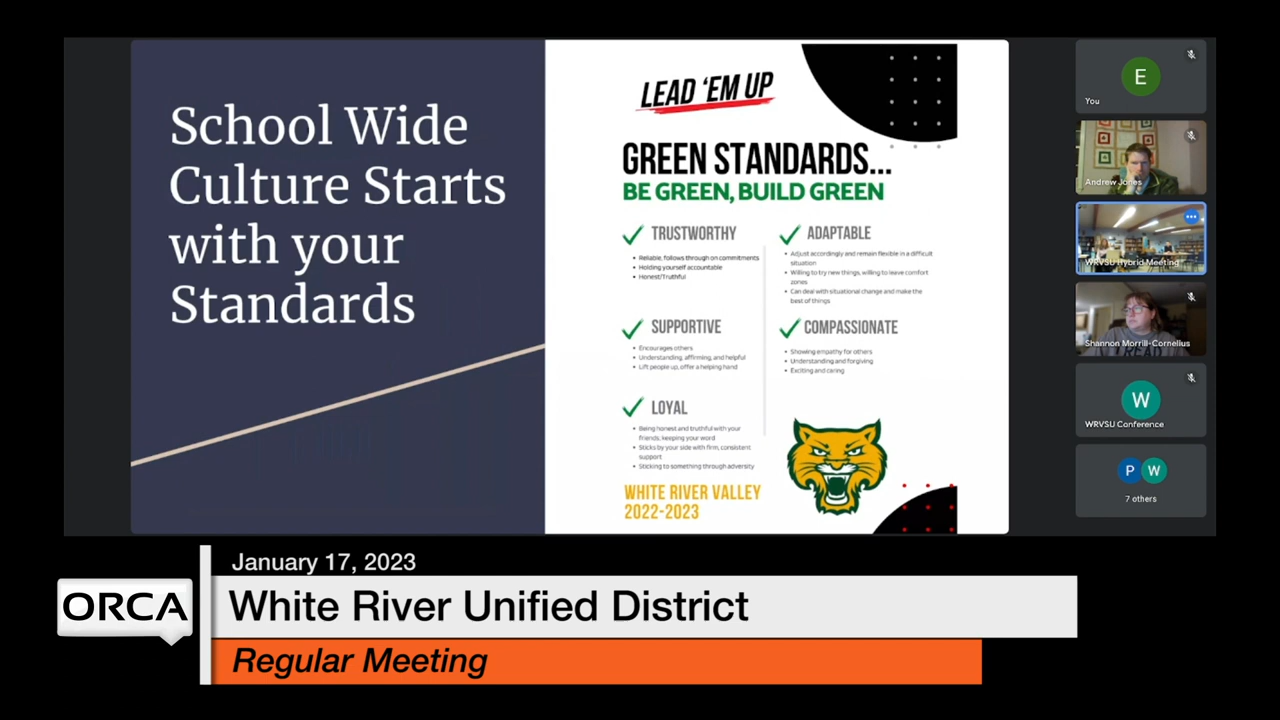 School Wide
Culture Starts
with your
Standards
LEAD 'EM UP
GREEN STANDARDS...
BE GREEN, BUILD GREEN
TRUSTWORTHY
• Reliable, follows through on commitments
• Holding yourself accountable
• Honest/Truthful
SUPPORTIVE
• Encourages others
• Understanding, affirming, and helpful
• Lift people up, offer a helping hand
LOYAL
• Being honest and truthful with your
friends, keeping your word
• Sticks by your side with firm, consistent
support
• Sticking to something through adversity
ADAPTABLE
• Adjust accordingly and remain flexible in a difficult
situation
• Willing to try new things, willing to leave comfort
zones
• Can deal with situational change and make the
best of things
COMPASSIONATE
• Showing empathy for others
• Understanding and forgiving
• Exciting and caring
WHITE RIVER VALLEY
2022-2023
E
You
Andrew Jones
WRVSU Hybrid Meeting
READ
Shannon Morrill-Cornelius
W
WRVSU Conference
P W
7 others
January 17, 2023
ORCA
White River Unified District
Regular Meeting